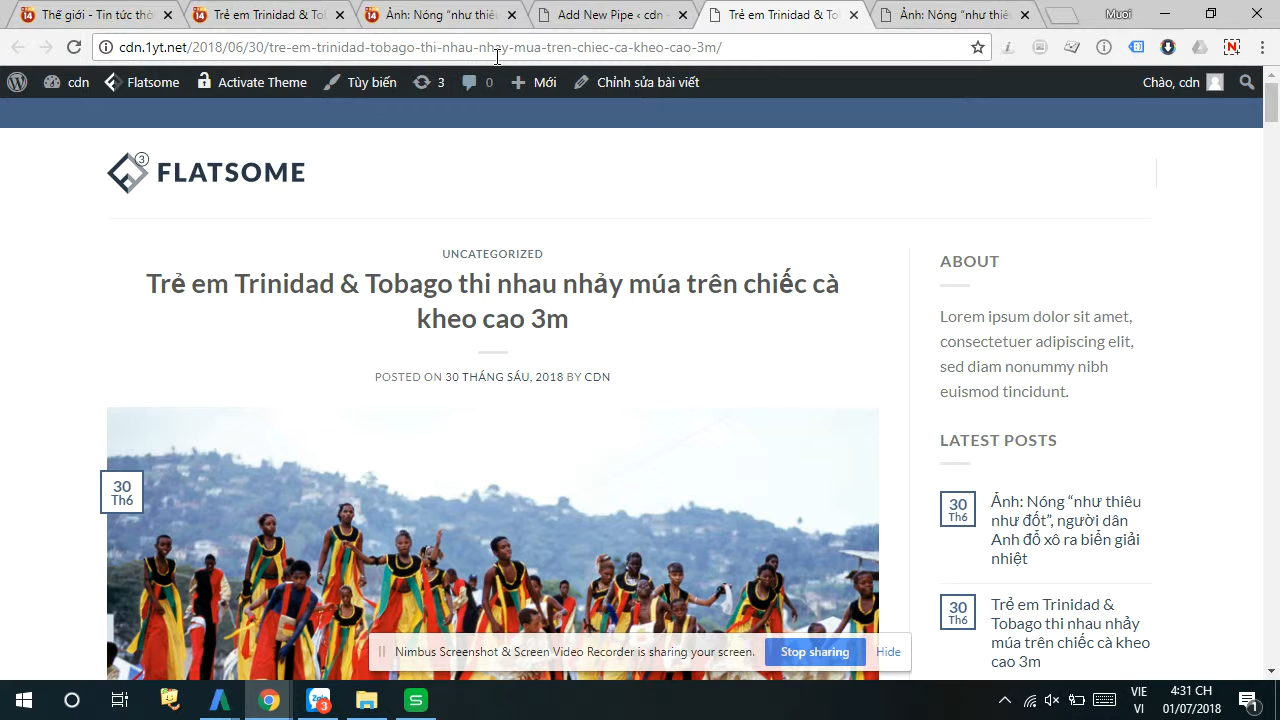 Thế giới - Tin tức thờ
Trẻ em Trinidad & Tol
Ảnh: Nóng “như thiêu
Add New Pipe ‹ cdn -
Trẻ em Trinidad & To
Ảnh: Nóng “như thiê
Muoi
cdn.1yt.net/2018/06/30/tre-em-trinidad-tobago-thi-nhau-nhay-mua-tren-chiec-ca-kheo-cao-3m/
cdn
Flatsome
Activate Theme
Tùy biến
3
0
Mới
Chỉnh sửa bài viết
Chào, cdn
3
FLATSOME
UNCATEGORIZED
Trẻ em Trinidad & Tobago thi nhau nhảy múa trên chiếc cà
kheo cao 3m
POSTED ON 30 THÁNG SÁU, 2018 BY CDN
30
Th6
ABOUT
Lorem ipsum dolor sit amet,
consectetuer adipiscing elit,
sed diam nonummy nibh
euismod tincidunt.
LATEST POSTS
30
Th6
Ảnh: Nóng “như thiêu
như đốt”, người dân
Anh đổ xô ra biển giải
nhiệt
30
Th6
Trẻ em Trinidad &
Tobago thi nhau nhảy
múa trên chiếc cà kheo
cao 3m
Nimbus Screenshot & Screen Video Recorder is sharing your screen.
Stop sharing
Hide
Zalo
3
S
VIE
VI
4:31 CH
01/07/2018
1